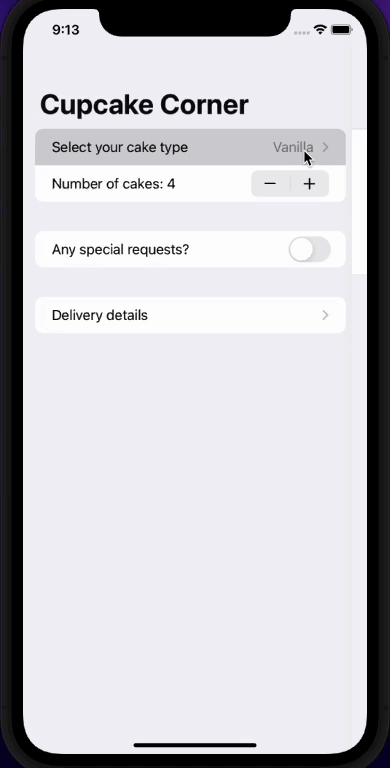 9:13
Cupcake Corner
Select your cake type Vanilla
Number of cakes: 4
Any special requests?
Delivery details